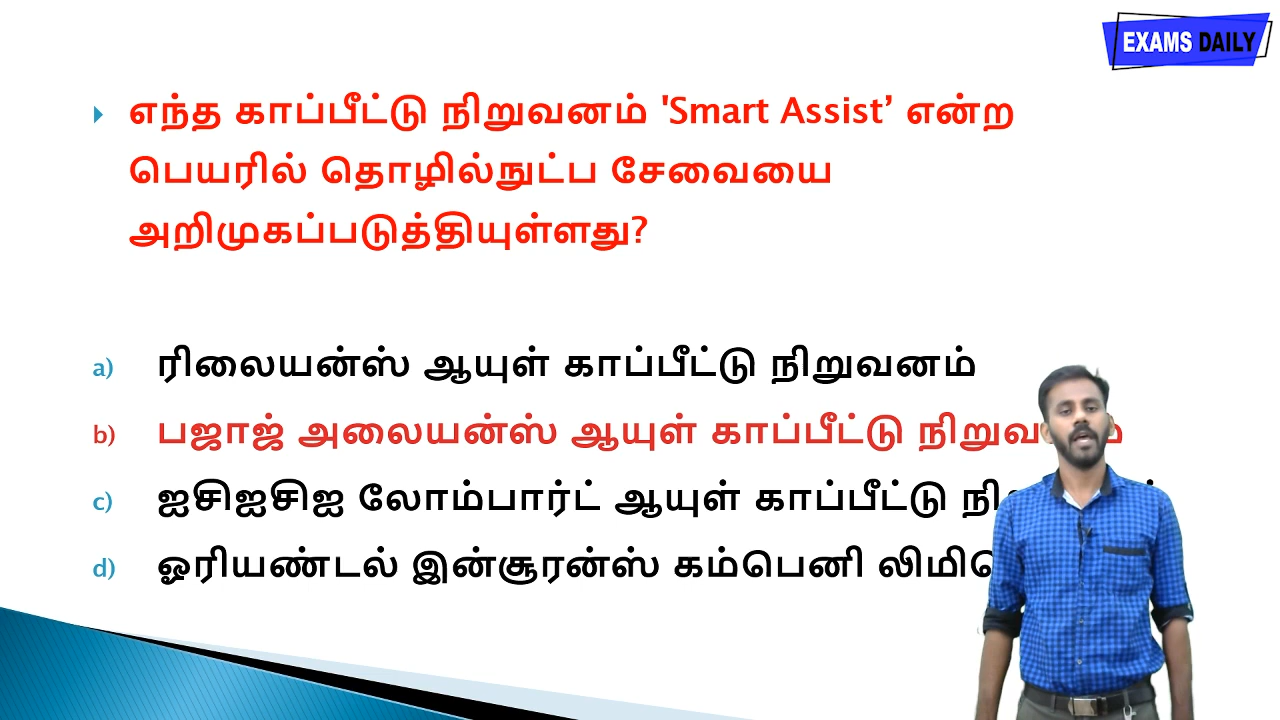 EXAMS DAILY
எந்த காப்பீட்டு நிறுவனம் 'Smart Assist’ என்ற
பெயரில் தொழில்நுட்ப சேவையை
அறிமுகப்படுத்தியுள்ளது?
a) ரிலையன்ஸ் ஆயுள் காப்பீட்டு நிறுவனம்
b) பஜாஜ் அலையன்ஸ் ஆயுள் காப்பீட்டு
c) ஐசிஐசிஐ லோம்பார்ட் ஆயுள் காப்பீட்டு
d) ஓரியண்டல் இன்சூரன்ஸ் கம்பெனி